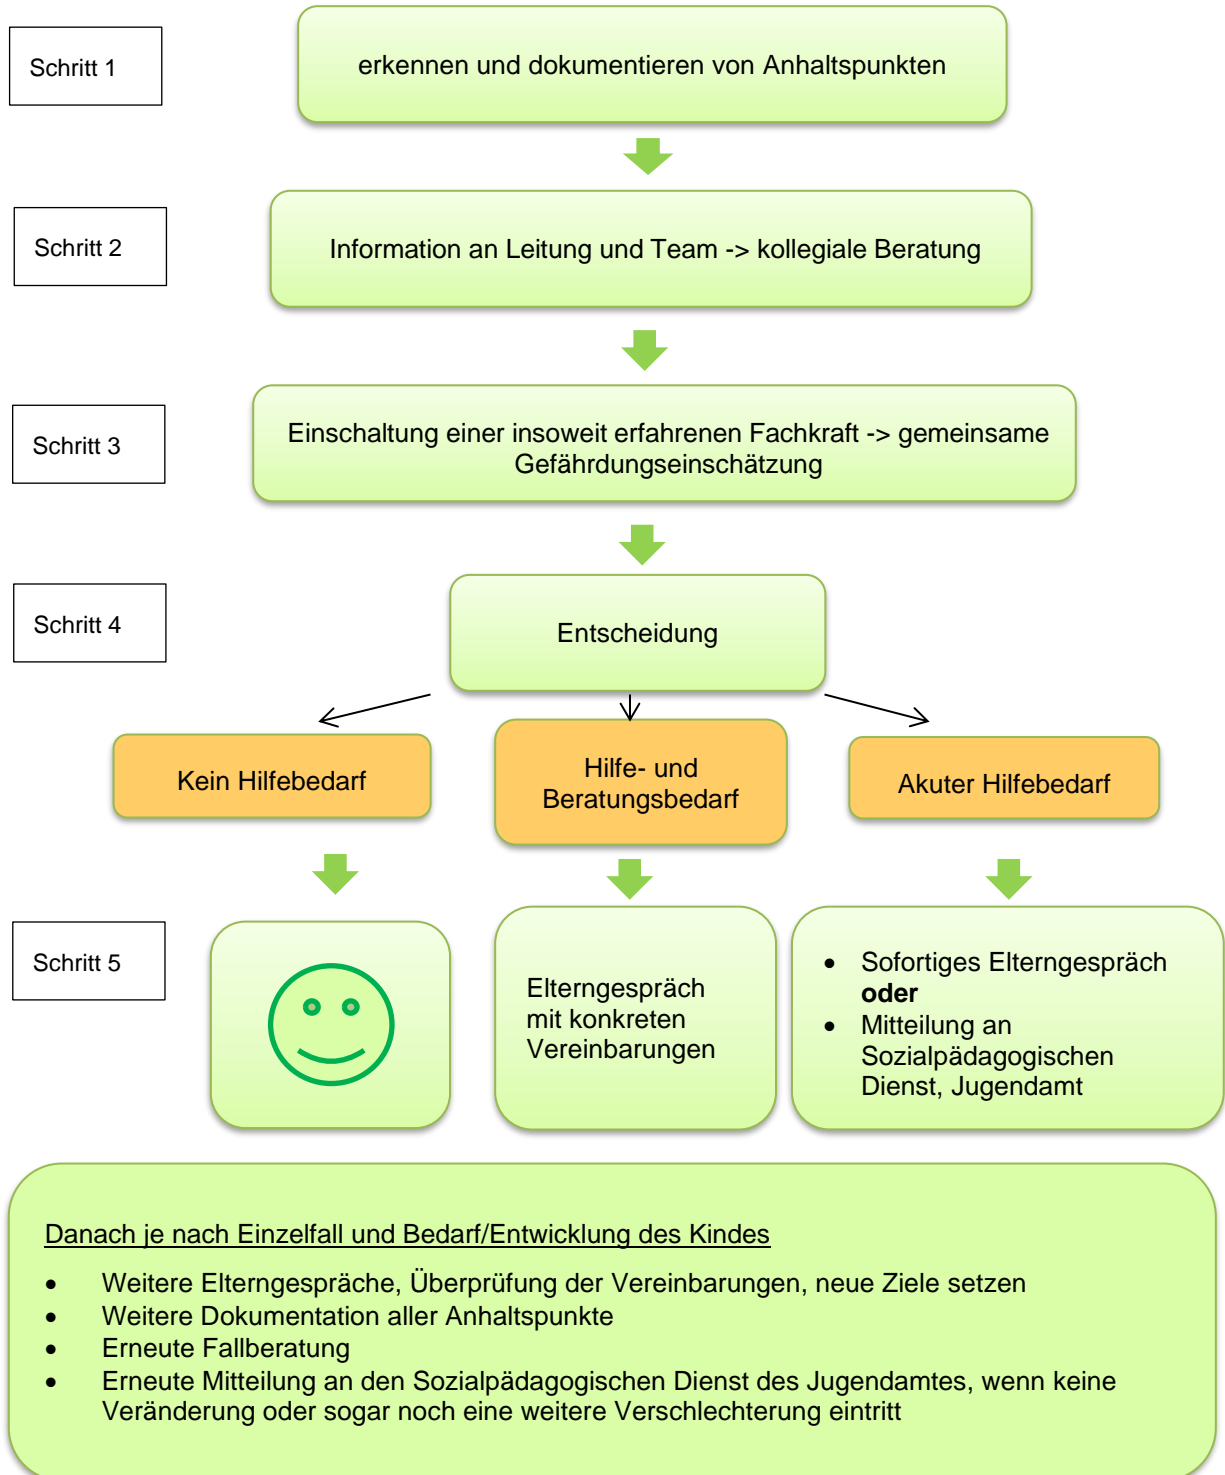 Schritt 1
erkennen und dokumentieren von Anhaltspunkten
Schritt 2
Information an Leitung und Team -> kollegiale Beratung
Schritt 3
Einschaltung einer insoweit erfahrenen Fachkraft -> gemeinsame
Gefährdungseinschätzung
Schritt 4
Entscheidung
Kein Hilfebedarf
Hilfe- und
Beratungsbedarf
Akuter Hilfebedarf
Schritt 5
Elterngespräch
mit konkreten
Vereinbarungen
• Sofortiges Elterngespräch
oder
• Mitteilung an
Sozialpädagogischen
Dienst, Jugendamt
Danach je nach Einzelfall und Bedarf/Entwicklung des Kindes
• Weitere Elterngespräche, Überprüfung der Vereinbarungen, neue Ziele setzen
• Weitere Dokumentation aller Anhaltspunkte
• Erneute Fallberatung
• Erneute Mitteilung an den Sozialpädagogischen Dienst des Jugendamtes, wenn keine
Veränderung oder sogar noch eine weitere Verschlechterung eintritt